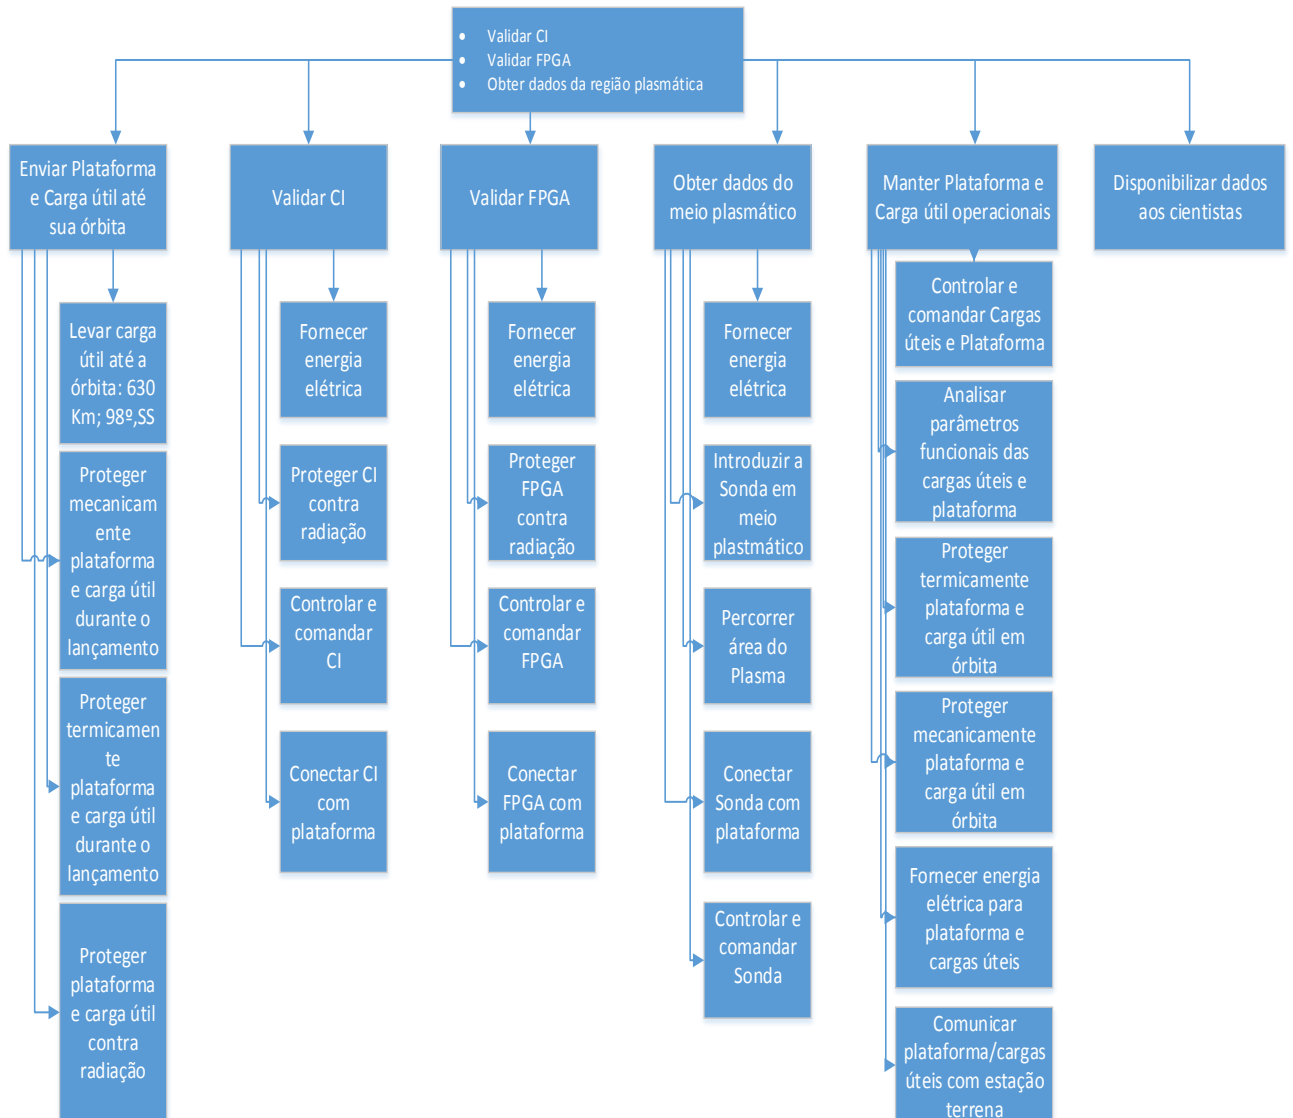 • Validar CI
• Validar FPGA
• Obter dados da região plasmática
Enviar Plataforma
e Carga útil até
sua órbita
Validar CI
Validar FPGA
Obter dados do
meio plasmático
Manter Plataforma e
Carga útil operacionais
Disponibilizar dados
aos cientistas
Levar carga
útil até a
órbita: 630
Km; 98º,SS
Proteger
mecanicam
ente
plataforma
e carga útil
durante o
lançamento
Proteger
termicamen
te
plataforma
e carga útil
durante o
lançamento
Proteger
plataforma
e carga útil
contra
radiação
Fornecer
energia
elétrica
Proteger CI
contra
radiação
Controlar e
comandar
CI
Conectar CI
com
plataforma
Fornecer
energia
elétrica
Proteger
FPGA
contra
radiação
Controlar e
comandar
FPGA
Conectar
FPGA com
plataforma
Fornecer
energia
elétrica
Introduzir a
Sonda em
meio
plastmático
Percorrer
área do
Plasma
Conectar
Sonda com
plataforma
Controlar e
comandar
Sonda
Controlar e
comandar Cargas
úteis e Plataforma
Analisar
parâmetros
funcionais das
cargas úteis e
plataforma
Proteger
termicamente
plataforma e
carga útil em
órbita
Proteger
mecanicamente
plataforma e
carga útil em
órbita
Fornecer energia
elétrica para
plataforma e
cargas úteis
Comunicar
plataforma/cargas
úteis com estação
terrena